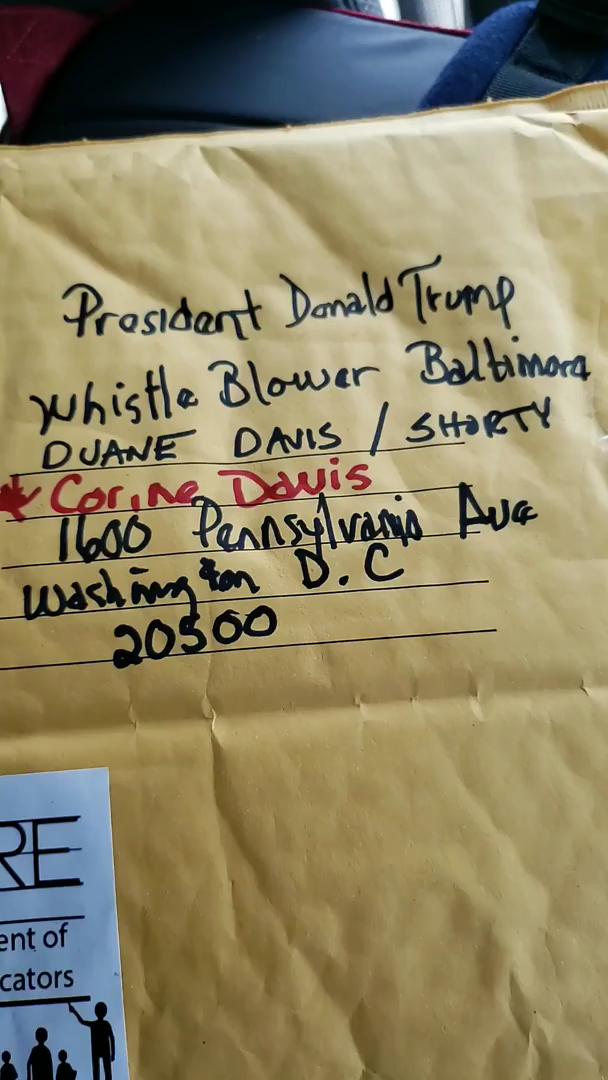 President Donald Trump
Whistle Blower Baltimore
DUANE DAVIS / SHORTY
Corine Davis
1600 Pennsylvania Ave
Washington D.C
20500
RE
ent of
cators